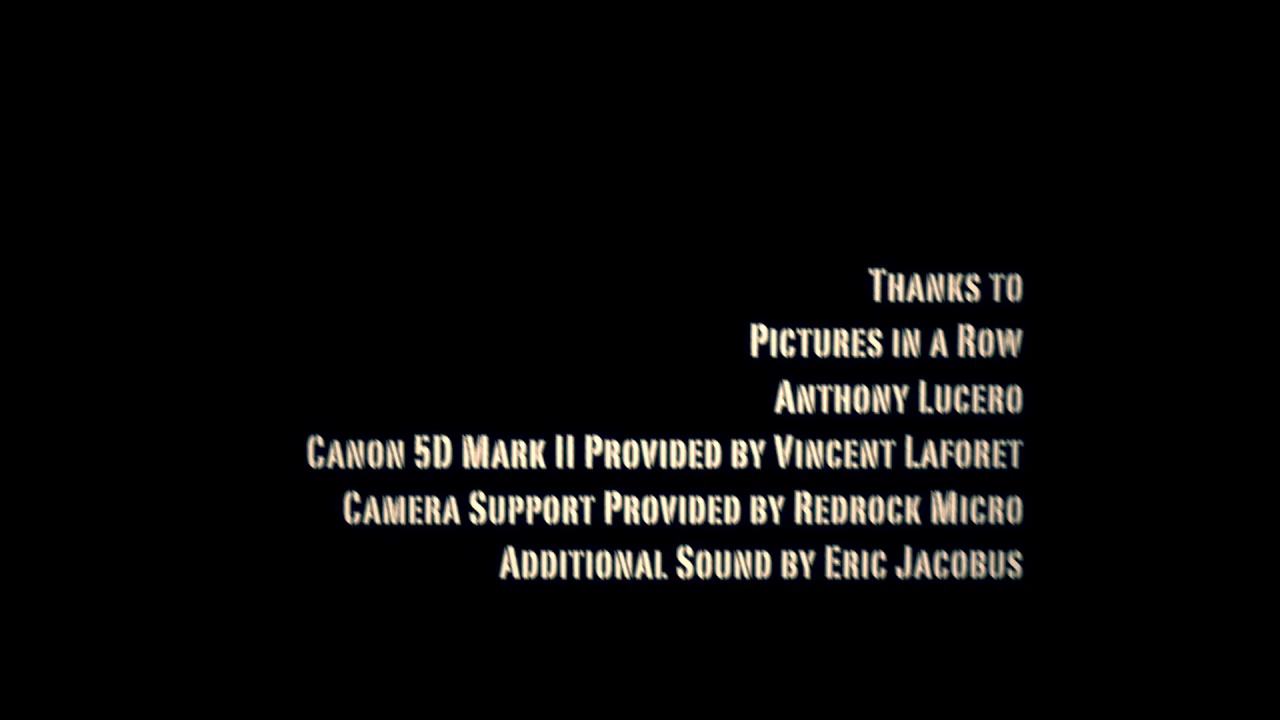 Thanks to
Pictures in a Row
Anthony Lucero
Canon 5D Mark II Provided by Vincent Laforet
Camera Support Provided by Redrock Micro
Additional Sound by Eric Jacobus